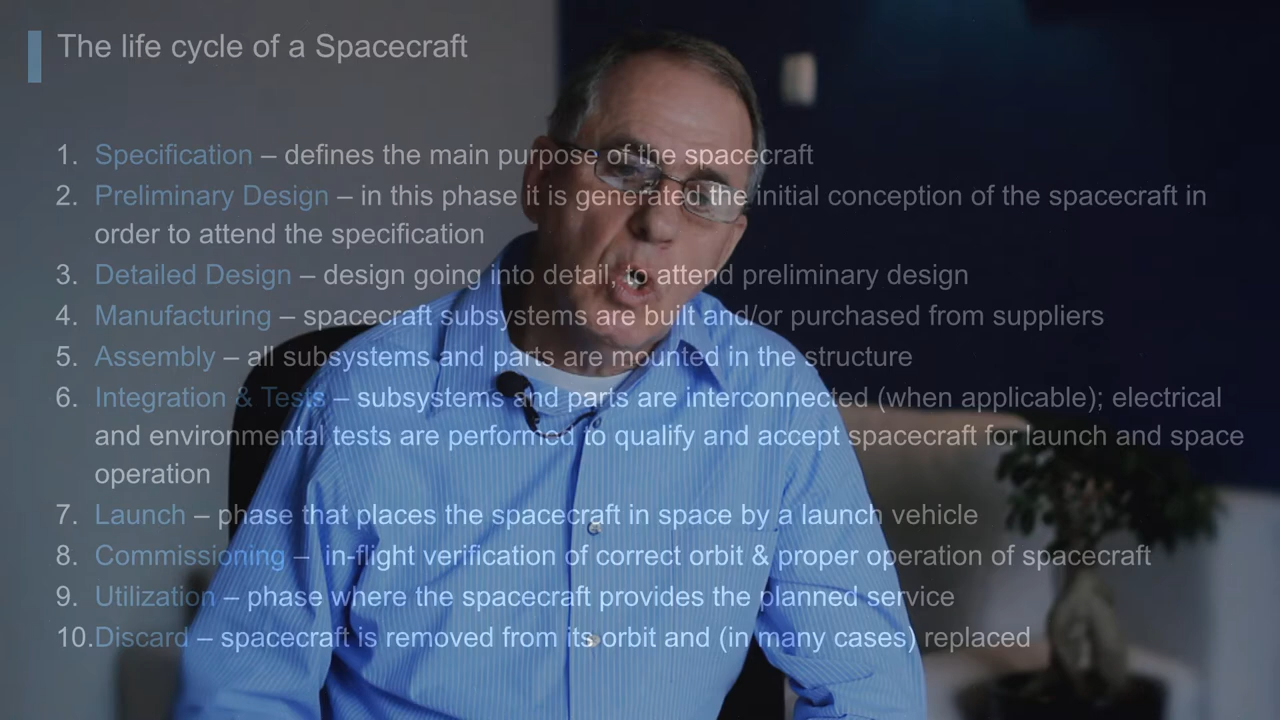 The life cycle of a Spacecraft
1. Specification – defines the main purpose of the spacecraft
2. Preliminary Design – in this phase it is generated the initial conception of the spacecraft in
order to attend the specification
3. Detailed Design – design going into detail, to attend preliminary design
4. Manufacturing – spacecraft subsystems are built and/or purchased from suppliers
5. Assembly – all subsystems and parts are mounted in the structure
6. Integration & Tests – subsystems and parts are interconnected (when applicable); electrical
and environmental tests are performed to qualify and accept spacecraft for launch and space
operation
7. Launch – phase that places the spacecraft in space by a launch vehicle
8. Commissioning – in-flight verification of correct orbit & proper operation of spacecraft
9. Utilization – phase where the spacecraft provides the planned service
10.Discard – spacecraft is removed from its orbit and (in many cases) replaced